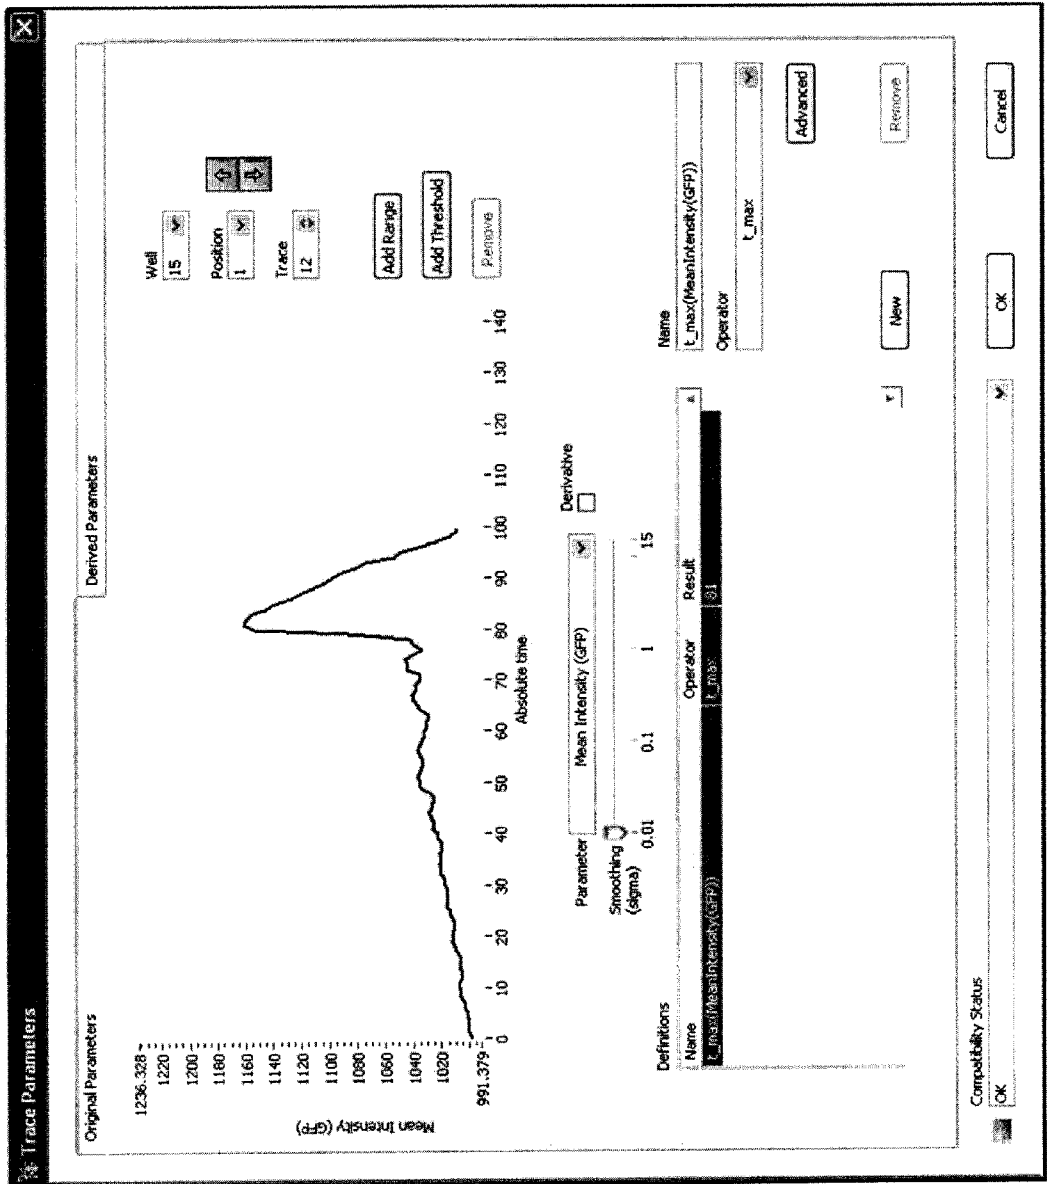 Trace Parameters
Original Parameters
Derived Parameters
Mean Intensity (GFP)
1236.328
1220
1200
1180
1160
1140
1120
1100
1080
1060
1040
1020
991.379
0 10 20 30 40 50 60 70 80 90 100 110 120 130 140
Absolute time
Well
15
Position
1
Trace
12
Add Range
Add Threshold
Remove
Parameter
Mean Intensity (GFP)
Derivative
Smoothing
(sigma)
0.01 0.1 1 15
Definitions
Name Operator Result
t_max(MeanIntensity(GFP)) t_max 81
Name
t_max(MeanIntensity(GFP))
Operator
t_max
Advanced
New
Remove
Compatibility Status
OK
OK
Cancel